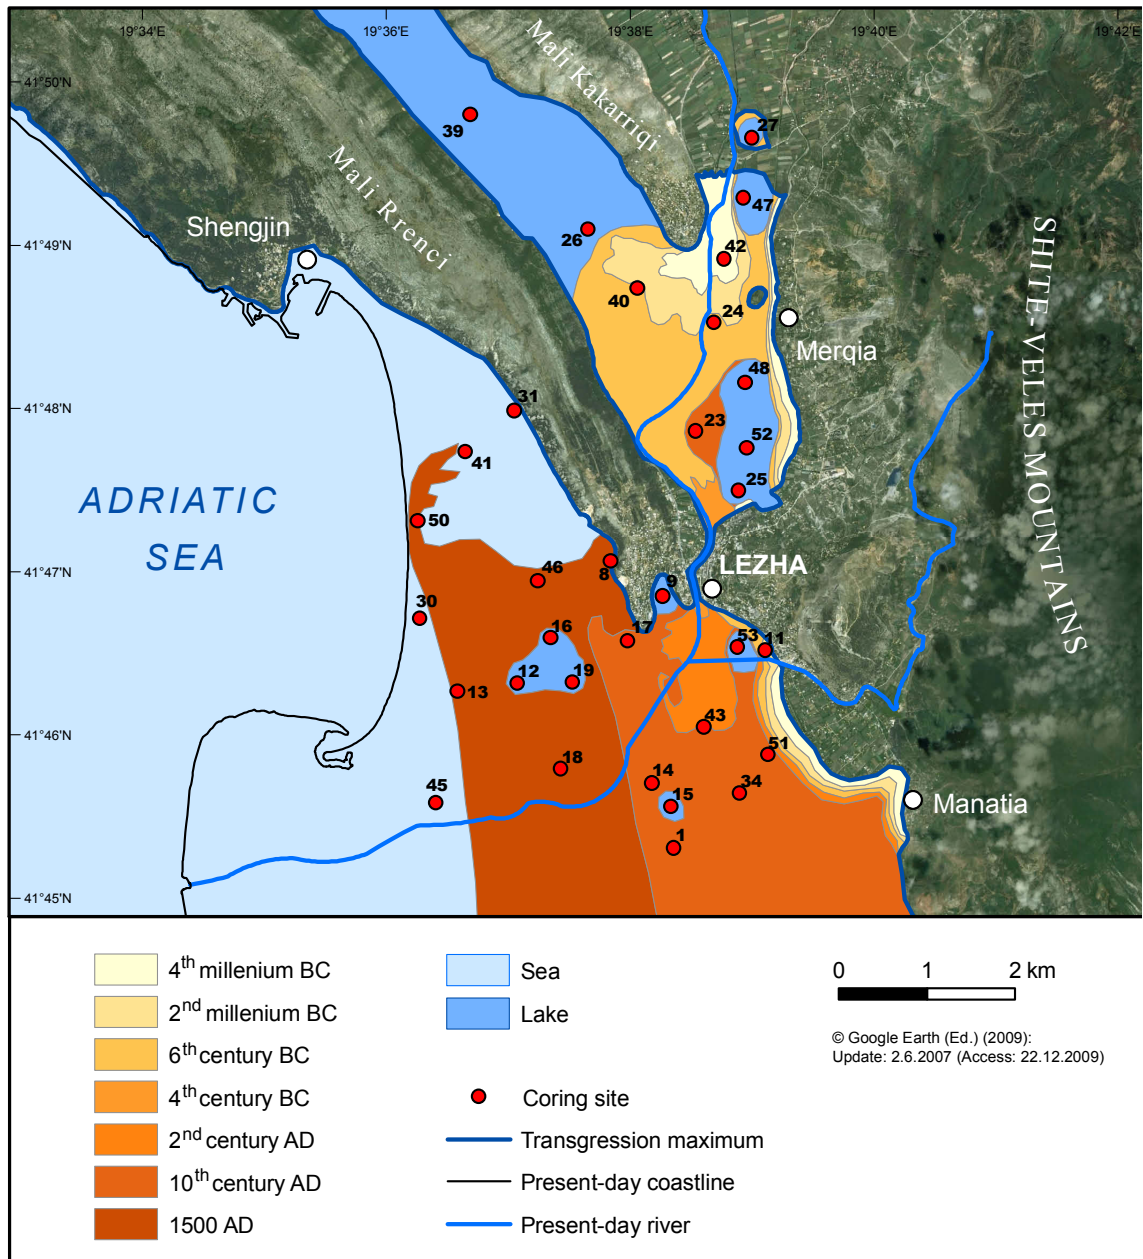 19°34'E
19°36'E
19°38'E
19°40'E
19°42'E
41°50'N
41°49'N
41°48'N
41°47'N
41°46'N
41°45'N
Mali Kakarriqi
Mali Rrenci
SHITE-VELES MOUNTAINS
Shengjin
Merqia
LEZHA
Manatia
ADRIATIC
SEA
39
27
47
26
42
40
24
31
48
23
41
52
25
50
46
8
9
30
16
17
53
11
12
19
13
43
18
51
14
34
45
15
1
4th millenium BC
2nd millenium BC
6th century BC
4th century BC
2nd century AD
10th century AD
1500 AD
Sea
Lake
Coring site
Transgression maximum
Present-day coastline
Present-day river
0 1 2 km
© Google Earth (Ed.) (2009):
Update: 2.6.2007 (Access: 22.12.2009)